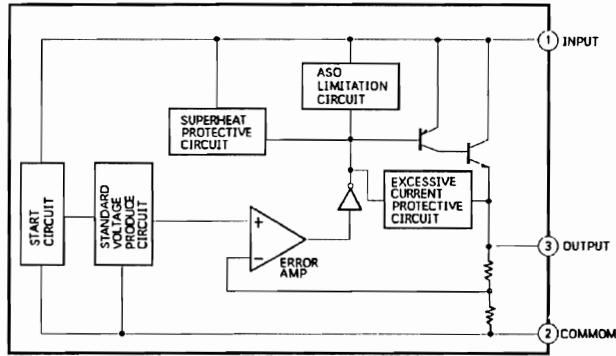 1 INPUT
ASO
LIMITATION
CIRCUIT
SUPERHEAT
PROTECTIVE
CIRCUIT
START
CIRCUIT
STANDARD
VOLTAGE
PRODUCE
CIRCUIT
EXCESSIVE
CURRENT
PROTECTIVE
CIRCUIT
+
−
ERROR
AMP
3 OUTPUT
2 COMMOM